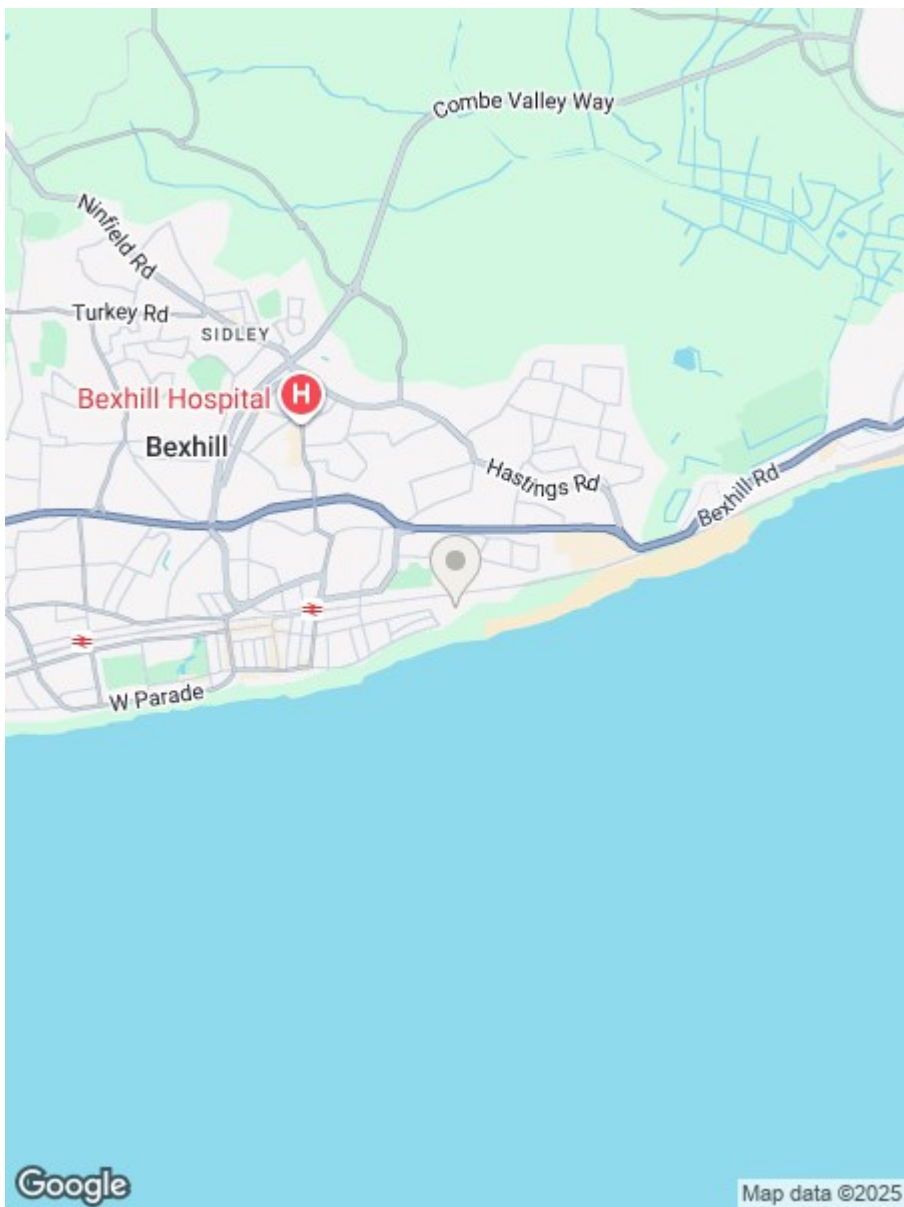 Combe Valley Way
Ninfield Rd
Turkey Rd
SIDLEY
Bexhill Hospital
H
Bexhill
Hastings Rd
Bexhill Rd
W Parade
Google
Map data ©2025